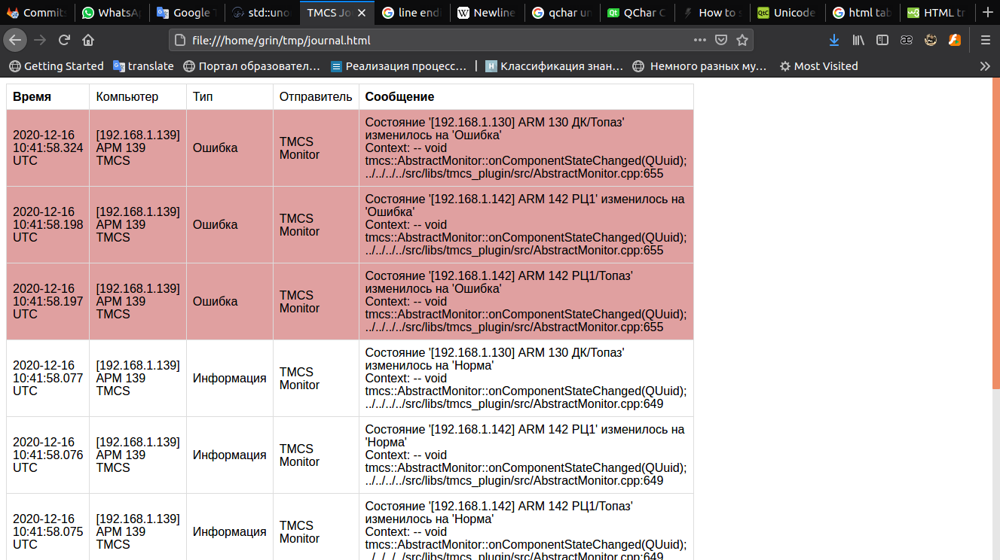 Commits
WhatsAp
Google T
std::uno
TMCS Jo
line endi
Newline
qchar un
QChar C
How to s
Unicode
html tab
HTML tr
file:///home/grin/tmp/journal.html
Getting Started
translate
Портал образовател...
Реализация процесс...
Классификация знан...
Немного разных му...
Most Visited
Время Компьютер Тип Отправитель Сообщение
2020-12-16
10:41:58.324
UTC
[192.168.1.139]
АРМ 139
TMCS
Ошибка
TMCS
Monitor
Состояние '[192.168.1.130] ARM 130 ДК/Топаз'
изменилось на 'Ошибка'
Context: -- void
tmcs::AbstractMonitor::onComponentStateChanged(QUuid);
../../../../src/libs/tmcs_plugin/src/AbstractMonitor.cpp:655
2020-12-16
10:41:58.198
UTC
[192.168.1.139]
АРМ 139
TMCS
Ошибка
TMCS
Monitor
Состояние '[192.168.1.142] ARM 142 РЦ1' изменилось на
'Ошибка'
Context: -- void
tmcs::AbstractMonitor::onComponentStateChanged(QUuid);
../../../../src/libs/tmcs_plugin/src/AbstractMonitor.cpp:655
2020-12-16
10:41:58.197
UTC
[192.168.1.139]
АРМ 139
TMCS
Ошибка
TMCS
Monitor
Состояние '[192.168.1.142] ARM 142 РЦ1/Топаз'
изменилось на 'Ошибка'
Context: -- void
tmcs::AbstractMonitor::onComponentStateChanged(QUuid);
../../../../src/libs/tmcs_plugin/src/AbstractMonitor.cpp:655
2020-12-16
10:41:58.077
UTC
[192.168.1.139]
АРМ 139
TMCS
Информация
TMCS
Monitor
Состояние '[192.168.1.130] ARM 130 ДК/Топаз'
изменилось на 'Норма'
Context: -- void
tmcs::AbstractMonitor::onComponentStateChanged(QUuid);
../../../../src/libs/tmcs_plugin/src/AbstractMonitor.cpp:649
2020-12-16
10:41:58.076
UTC
[192.168.1.139]
АРМ 139
TMCS
Информация
TMCS
Monitor
Состояние '[192.168.1.142] ARM 142 РЦ1' изменилось на
'Норма'
Context: -- void
tmcs::AbstractMonitor::onComponentStateChanged(QUuid);
../../../../src/libs/tmcs_plugin/src/AbstractMonitor.cpp:649
2020-12-16
10:41:58.075
UTC
[192.168.1.139]
АРМ 139
TMCS
Информация
TMCS
Monitor
Состояние '[192.168.1.142] ARM 142 РЦ1/Топаз'
изменилось на 'Норма'
Context: -- void
tmcs::AbstractMonitor::onComponentStateChanged(QUuid);
../../../../src/libs/tmcs_plugin/src/AbstractMonitor.cpp:649